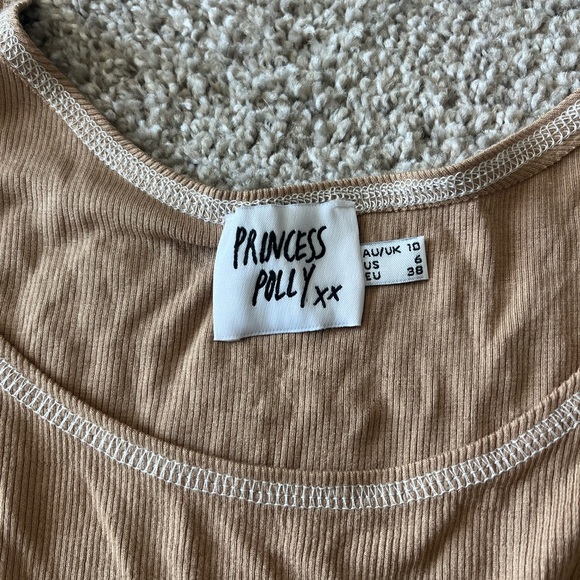 PRINCESS
POLLY xx
AU/UK 10
US 6
EU 38